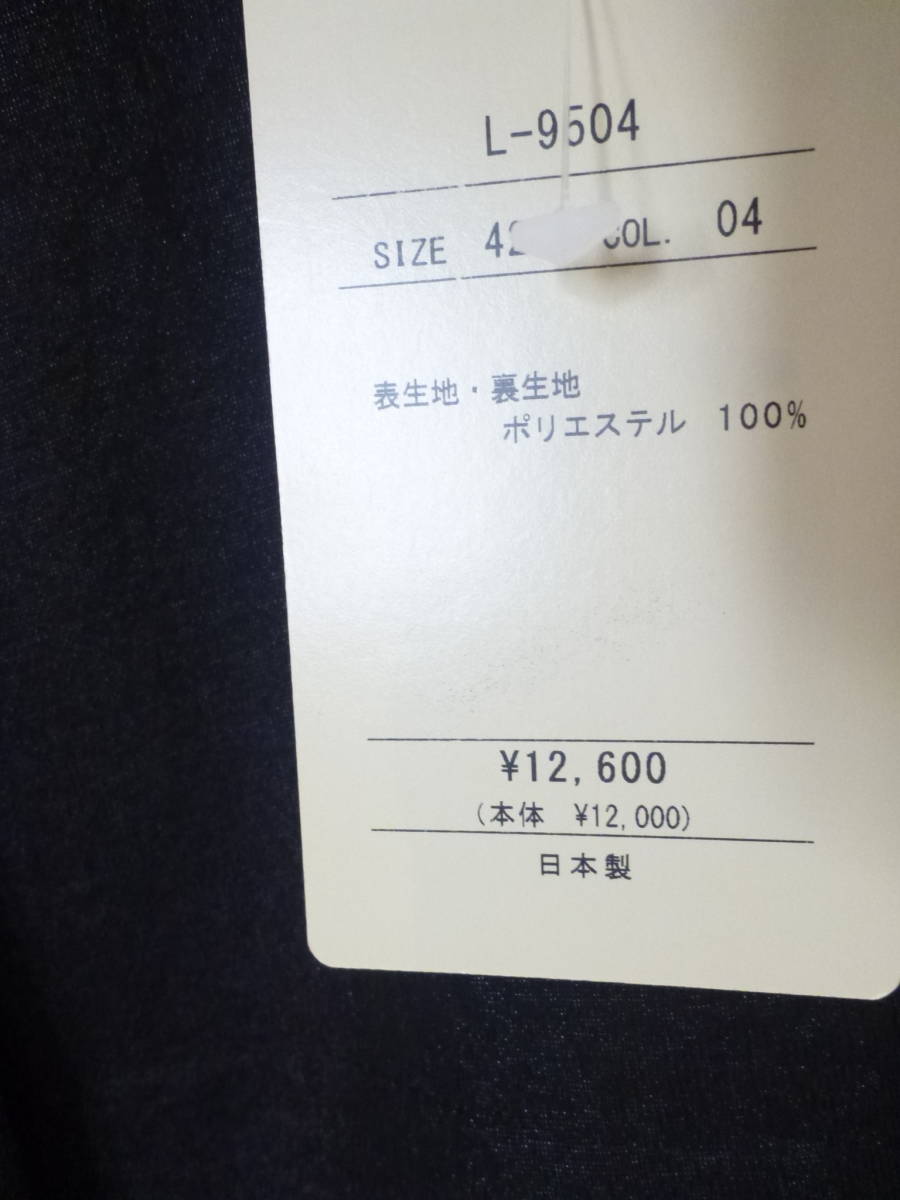 L-9504
SIZE 42 COL. 04
表生地・裏生地
ポリエステル 100%
¥12,600
(本体 ¥12,000)
日本製